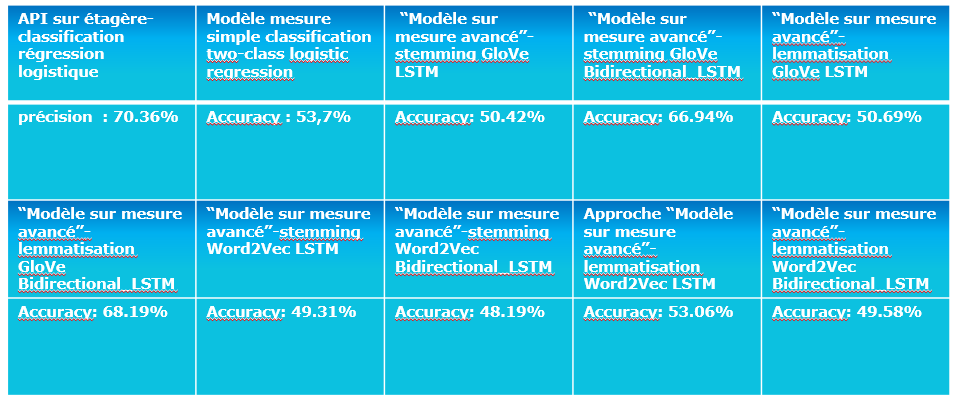 API sur étagère-
classification
régression
logistique
Modèle mesure
simple classification
two-class logistic
regression
“Modèle sur
mesure avancé”-
stemming GloVe
LSTM
“Modèle sur
mesure avancé”-
stemming GloVe
Bidirectional_LSTM
“Modèle sur mesure
avancé”-
lemmatisation
GloVe LSTM
précision : 70.36%
Accuracy : 53,7%
Accuracy: 50.42%
Accuracy: 66.94%
Accuracy: 50.69%
“Modèle sur mesure
avancé”-
lemmatisation
GloVe
Bidirectional_LSTM
“Modèle sur mesure
avancé”-stemming
Word2Vec LSTM
“Modèle sur mesure
avancé”-stemming
Word2Vec
Bidirectional_LSTM
Approche “Modèle
sur mesure
avancé”-
lemmatisation
Word2Vec LSTM
“Modèle sur mesure
avancé”-
lemmatisation
Word2Vec
Bidirectional_LSTM
Accuracy: 68.19%
Accuracy: 49.31%
Accuracy: 48.19%
Accuracy: 53.06%
Accuracy: 49.58%